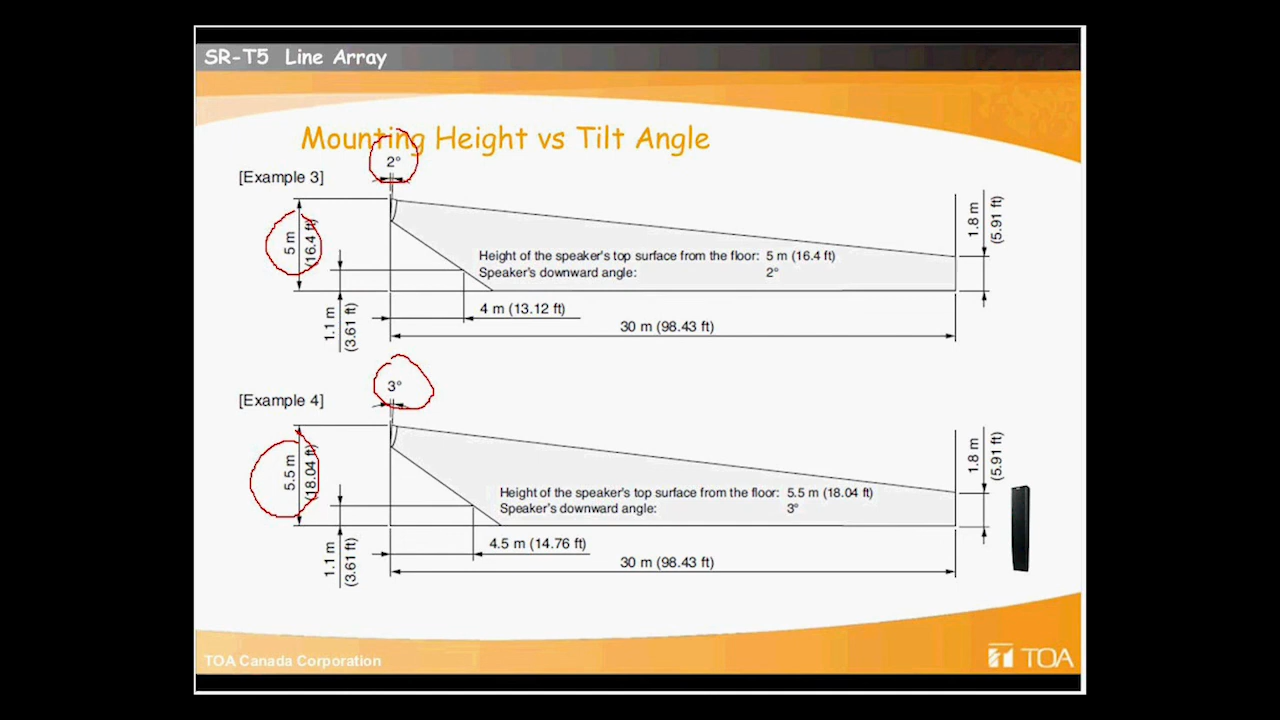 SR-T5 Line Array
Mounting Height vs Tilt Angle
2°
[Example 3]
5 m
(16.4 ft)
1.8 m
(5.91 ft)
Height of the speaker's top surface from the floor: 5 m (16.4 ft)
Speaker's downward angle: 2°
1.1 m
(3.61 ft)
4 m (13.12 ft)
30 m (98.43 ft)
3°
[Example 4]
5.5 m
(18.04 ft)
1.8 m
(5.91 ft)
Height of the speaker's top surface from the floor: 5.5 m (18.04 ft)
Speaker's downward angle: 3°
1.1 m
(3.61 ft)
4.5 m (14.76 ft)
30 m (98.43 ft)
TOA Canada Corporation
TOA